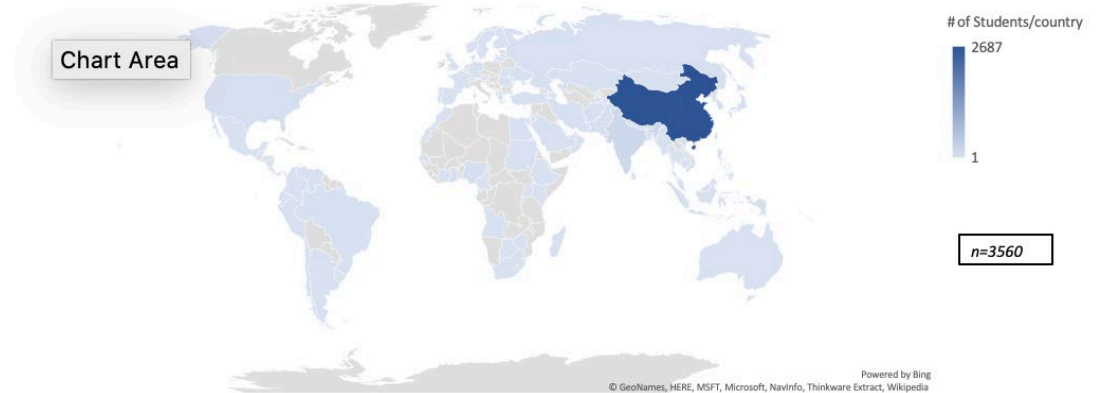 # of Students/country
Chart Area
2687
1
n=3560
Powered by Bing
© GeoNames, HERE, MSFT, Microsoft, NavInfo, Thinkware Extract, Wikipedia